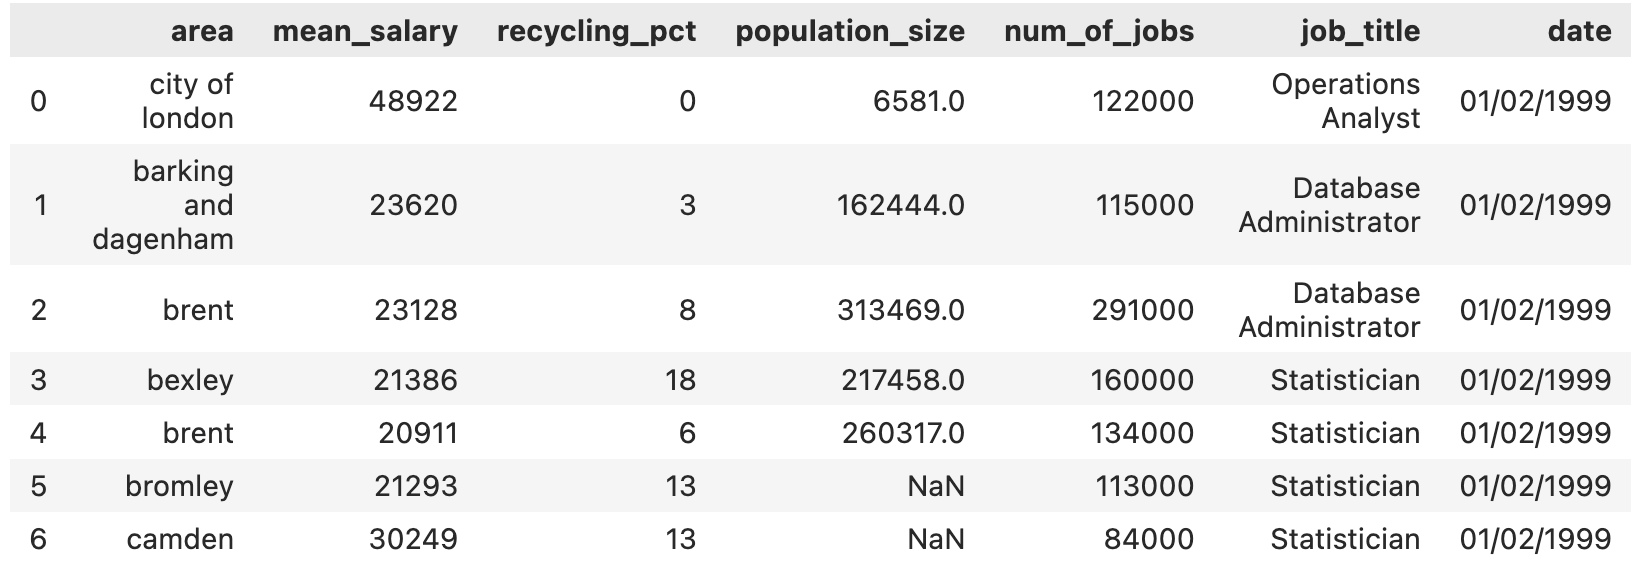 area mean_salary recycling_pct population_size num_of_jobs job_title date
0 city of london 48922 0 6581.0 122000 Operations Analyst 01/02/1999
1 barking and dagenham 23620 3 162444.0 115000 Database Administrator 01/02/1999
2 brent 23128 8 313469.0 291000 Database Administrator 01/02/1999
3 bexley 21386 18 217458.0 160000 Statistician 01/02/1999
4 brent 20911 6 260317.0 134000 Statistician 01/02/1999
5 bromley 21293 13 NaN 113000 Statistician 01/02/1999
6 camden 30249 13 NaN 84000 Statistician 01/02/1999